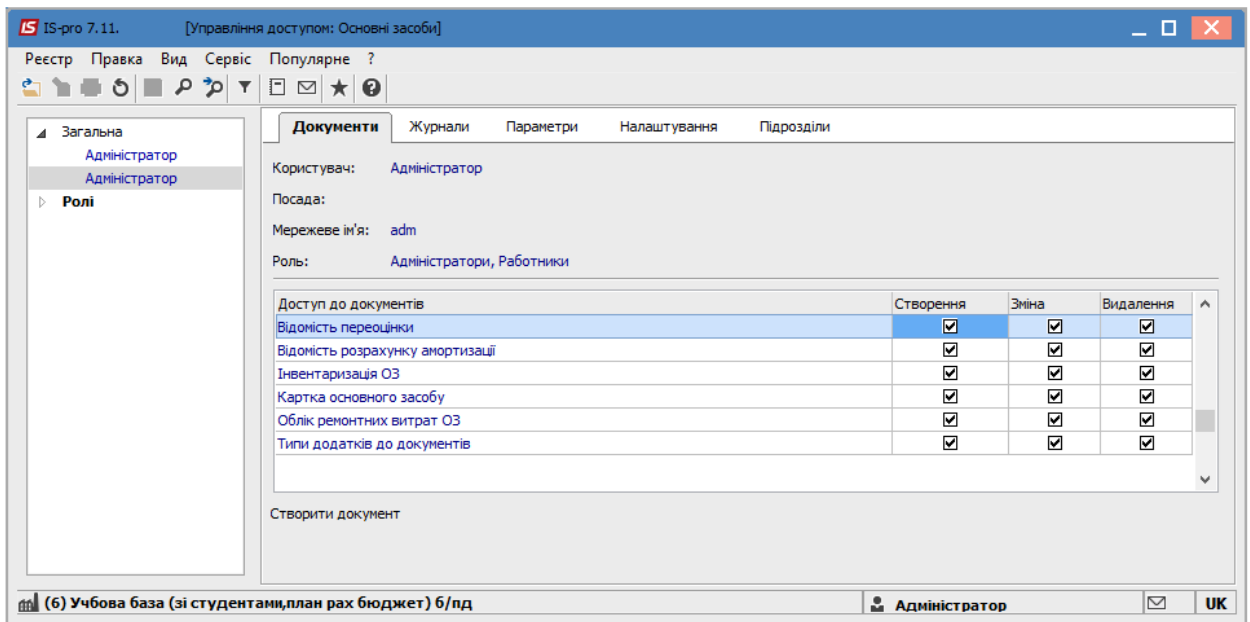 IS-pro 7.11. [Управління доступом: Основні засоби]
Реєстр Правка Вид Сервіс Популярне ?
Загальна
Адміністратор
Адміністратор
Ролі
Документи Журнали Параметри Налаштування Підрозділи
Користувач: Адміністратор
Посада:
Мережеве ім'я: adm
Роль: Адміністратори, Работники
Доступ до документів Створення Зміна Видалення
Відомість переоцінки
Відомість розрахунку амортизації
Інвентаризація ОЗ
Картка основного засобу
Облік ремонтних витрат ОЗ
Типи додатків до документів
Створити документ
(6) Учбова база (зі студентами,план рах бюджет) б/пд Адміністратор UK